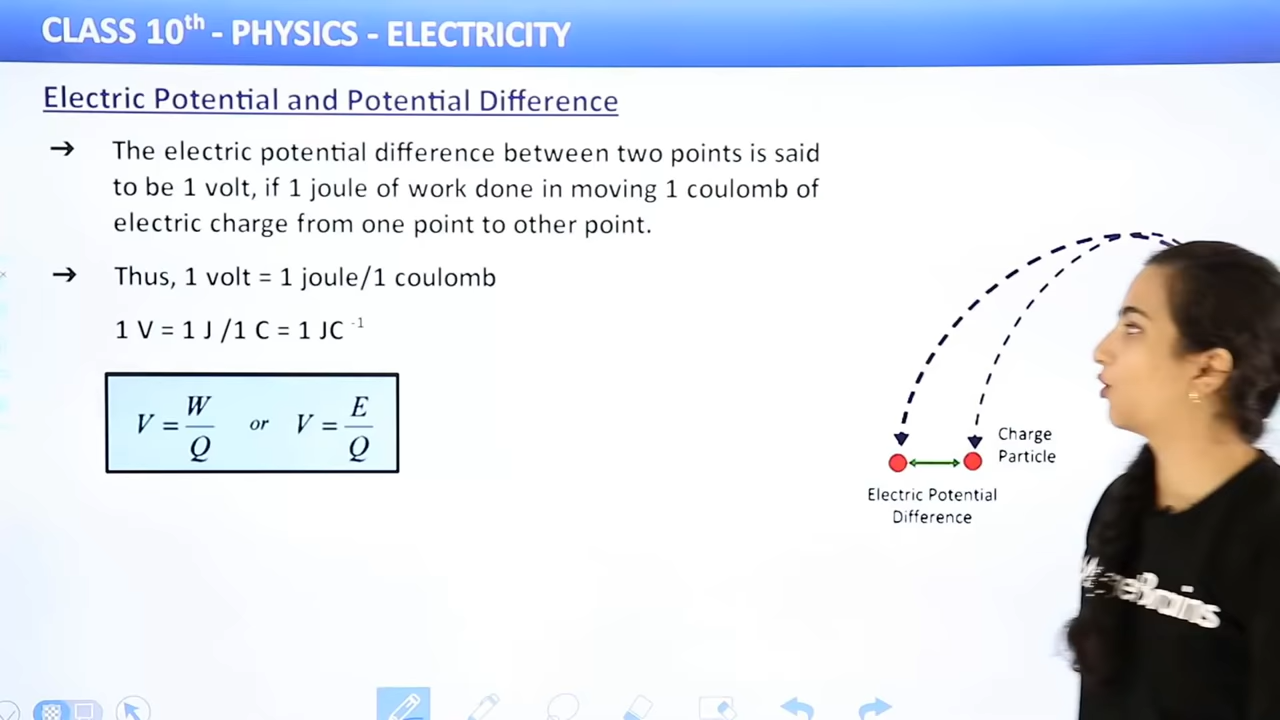 CLASS 10th - PHYSICS - ELECTRICITY
Electric Potential and Potential Difference
→ The electric potential difference between two points is said
to be 1 volt, if 1 joule of work done in moving 1 coulomb of
electric charge from one point to other point.
→ Thus, 1 volt = 1 joule/1 coulomb
1 V = 1 J /1 C = 1 JC -1
V = W/Q or V = E/Q
Charge
Particle
Electric Potential
Difference